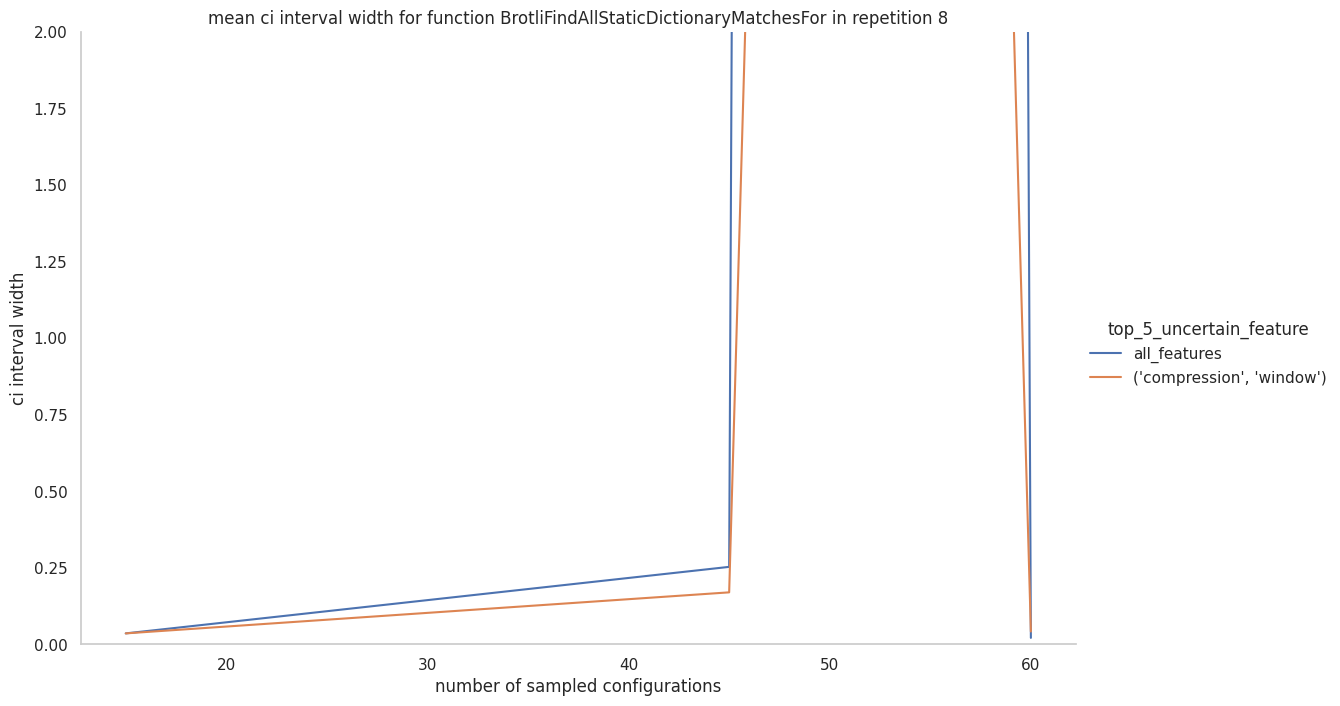 mean ci interval width for function BrotliFindAllStaticDictionaryMatchesFor in repetition 8
2.00
1.75
1.50
1.25
1.00
0.75
0.50
0.25
0.00
ci interval width
20
30
40
50
60
number of sampled configurations
top_5_uncertain_feature
all_features
('compression', 'window')